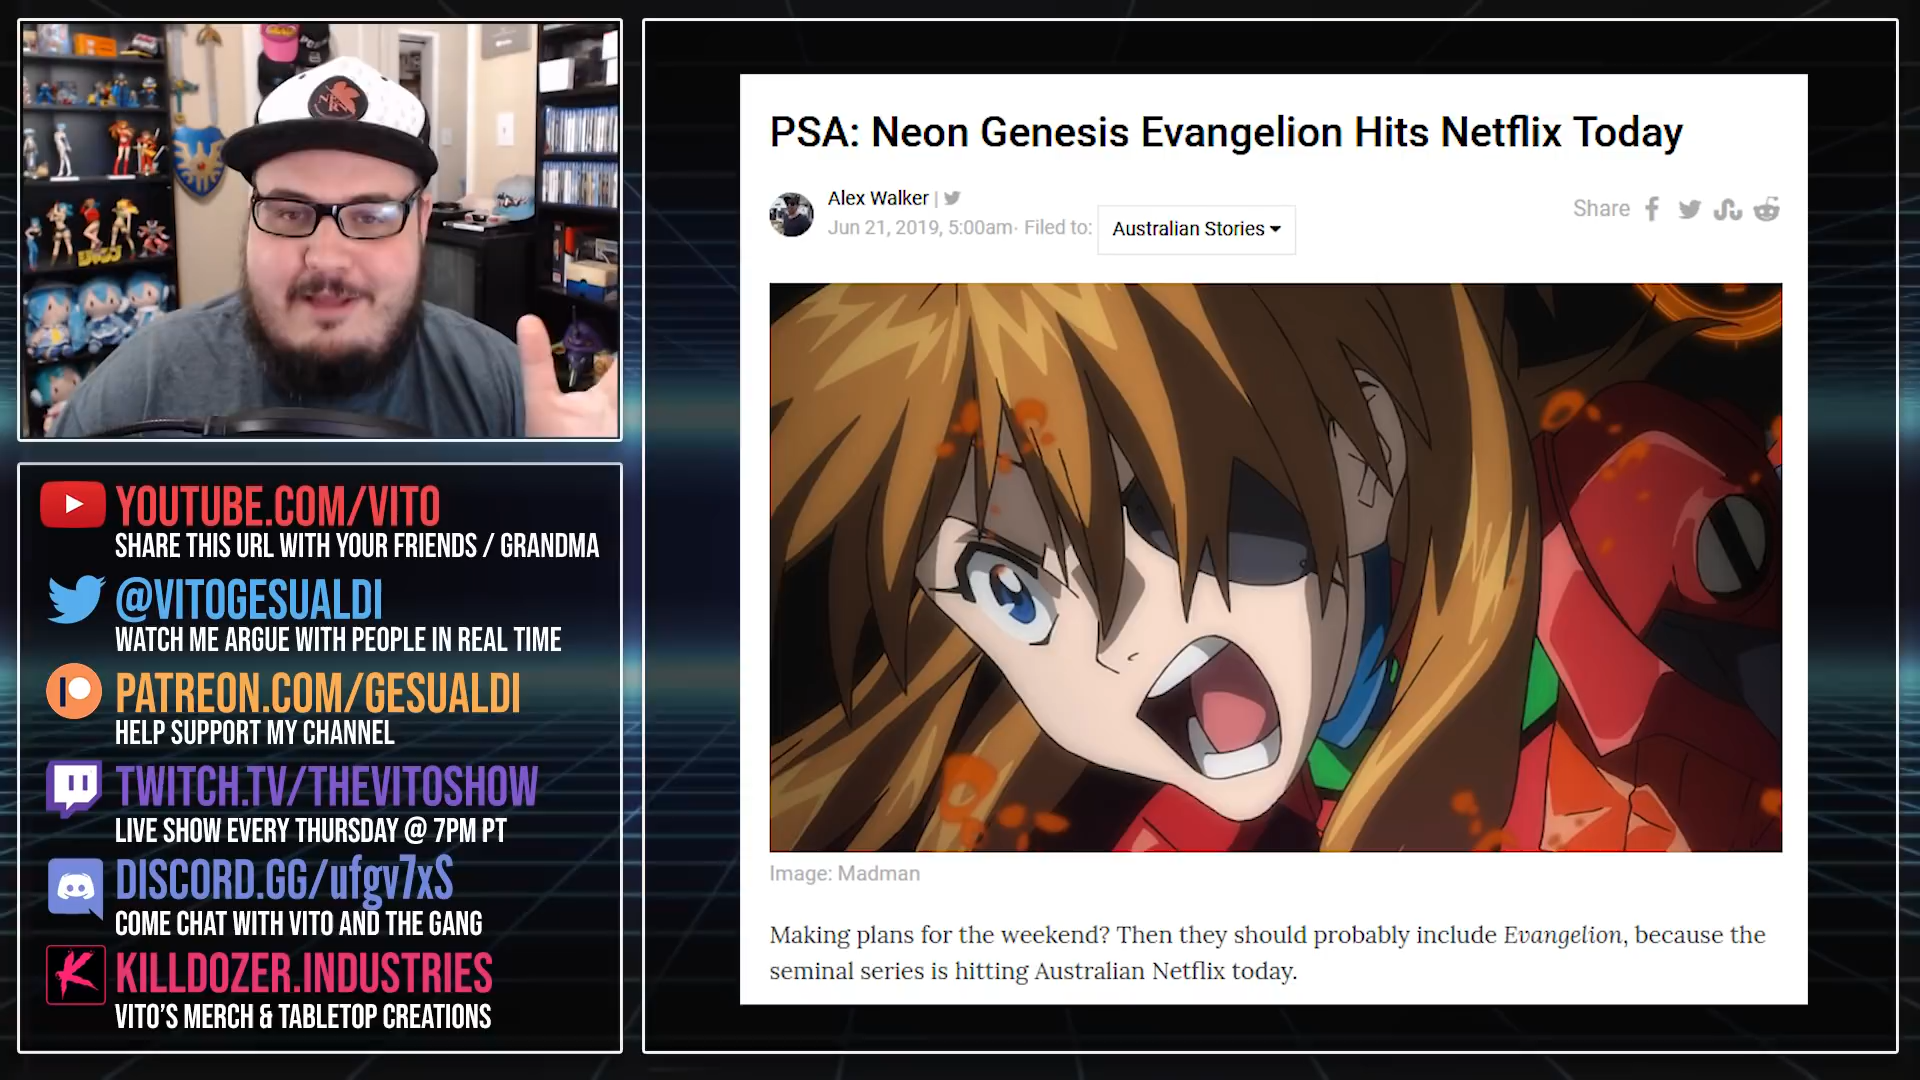 YOUTUBE.COM/VITO
SHARE THIS URL WITH YOUR FRIENDS / GRANDMA
@VITOGESUALDI
WATCH ME ARGUE WITH PEOPLE IN REAL TIME
PATREON.COM/GESUALDI
HELP SUPPORT MY CHANNEL
TWITCH.TV/THEVITOSHOW
LIVE SHOW EVERY THURSDAY @ 7PM PT
DISCORD.GG/ufgv7xS
COME CHAT WITH VITO AND THE GANG
KILLDOZER.INDUSTRIES
VITO'S MERCH & TABLETOP CREATIONS
PSA: Neon Genesis Evangelion Hits Netflix Today
Alex Walker |
Share
Jun 21, 2019, 5:00am· Filed to: Australian Stories
Image: Madman
Making plans for the weekend? Then they should probably include Evangelion, because the
seminal series is hitting Australian Netflix today.